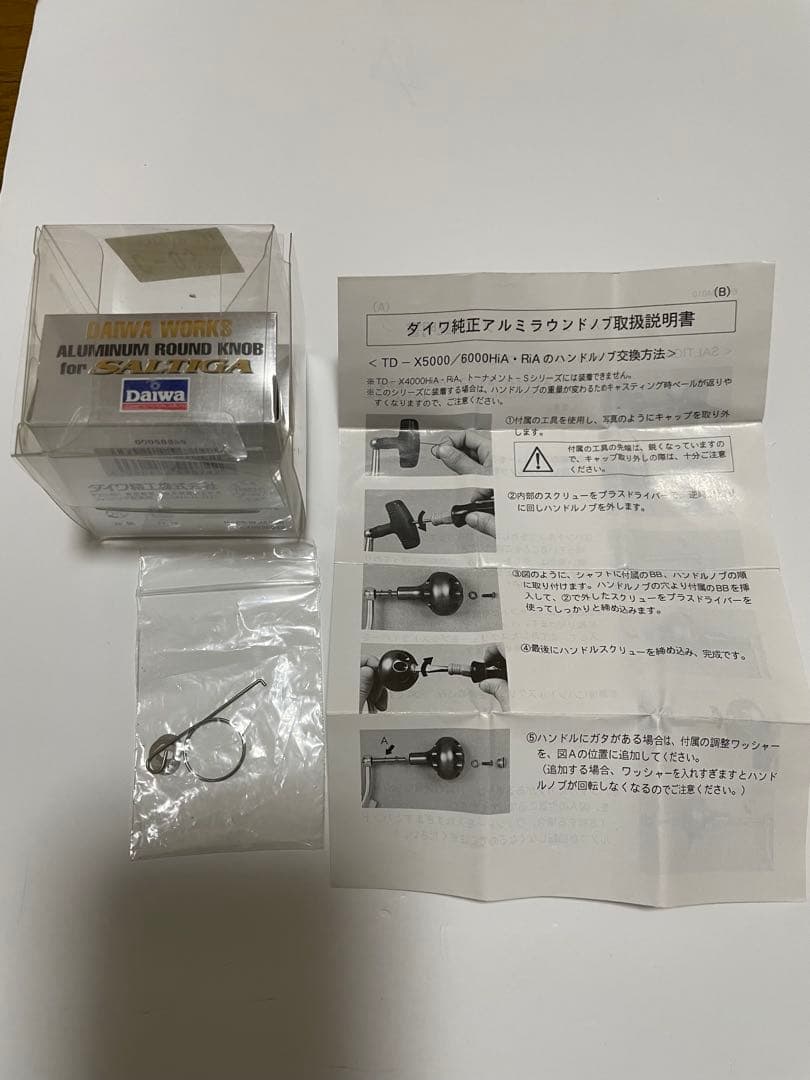 DAIWA WORKS
ALUMINUM ROUND KNOB
for SALTIGA
Daiwa
ダイワ精工株式会社
(B)
(A)
ダイワ純正アルミラウンドノブ取扱説明書
<TD-X5000/6000HiA・RiAのハンドルノブ交換方法>
※TD-X4000HiA・RiA、トーナメント-Sシリーズには装着できません。
※このシリーズに装着する場合は、ハンドルノブの重量が変わるためキャスティング時ベールが返りや
すくなりますので、ご注意ください。
①付属の工具を使用し、写真のようにキャップを取り外
します。
付属の工具の先端は、鋭くなっていますの
で、キャップ取り外しの際は、十分ご注意
ください。
②内部のスクリューをプラスドライバーで、逆時
に回しハンドルノブを外します。
③図のように、シャフトに付属のBB、ハンドルノブの順
に取り付けます。ハンドルノブの穴より付属のBBを挿
入して、②で外したスクリューをプラスドライバーを
使ってしっかりと締め込みます。
④最後にハンドルスクリューを締め込み、完成です。
A
⑤ハンドルにガタがある場合は、付属の調整ワッシャー
を、図Aの位置に追加してください。
(追加する場合、ワッシャーを入れすぎますとハンド
ルノブが回転しなくなるのでご注意ください。)